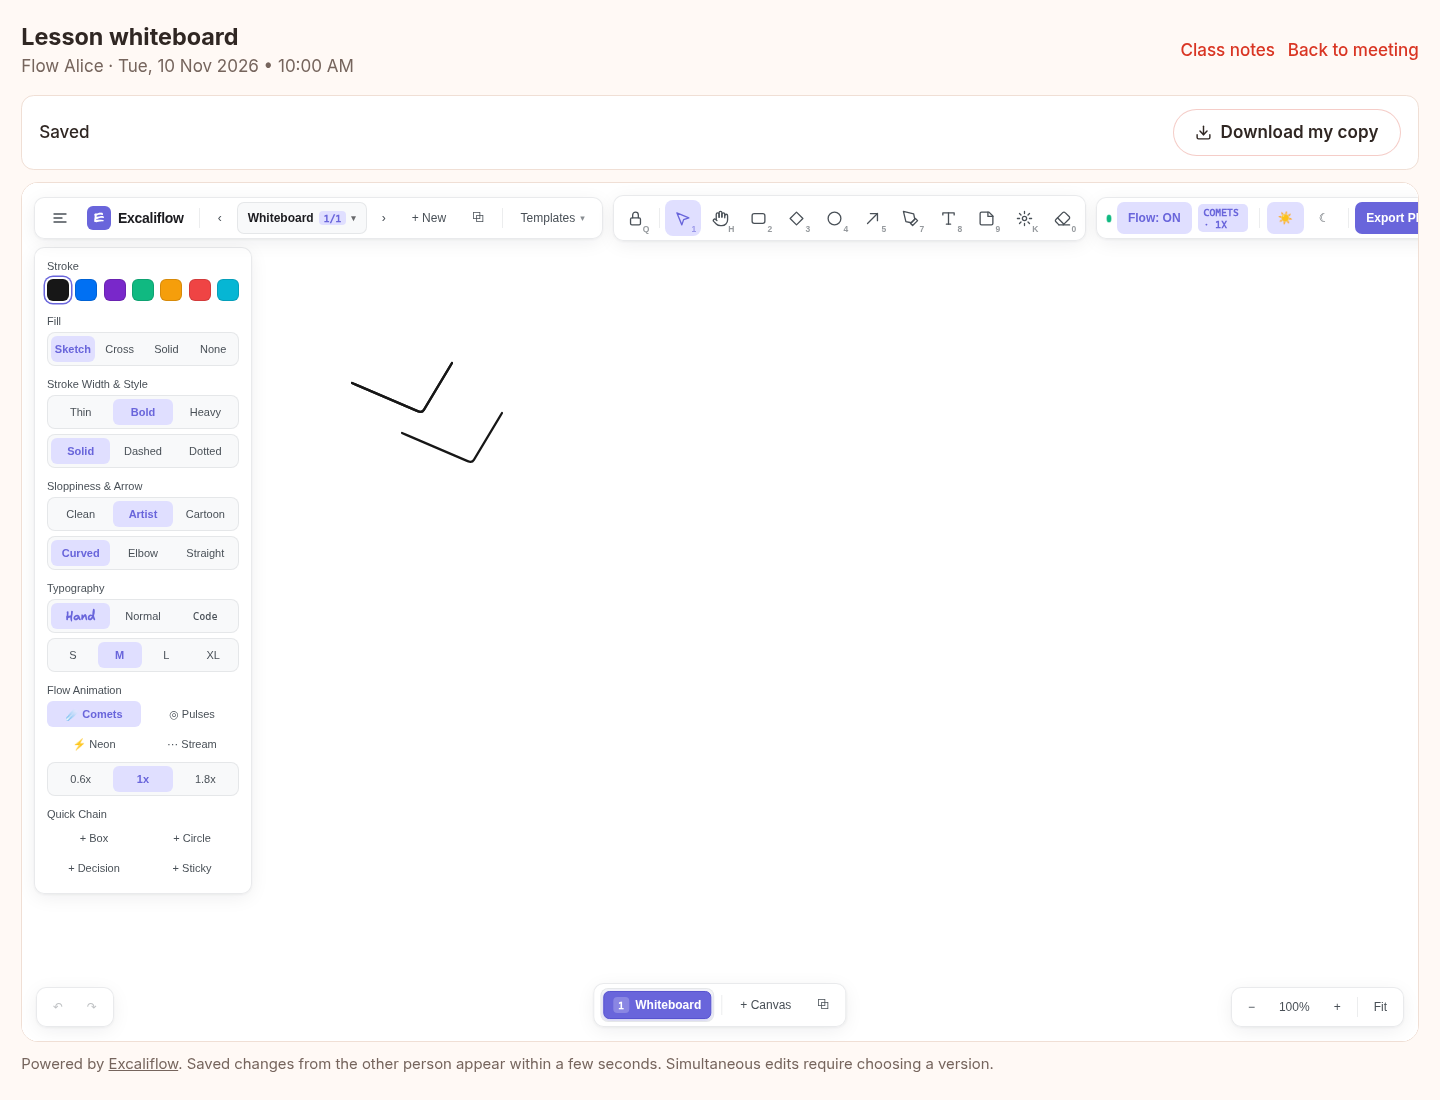 Lesson whiteboard
Flow Alice · Tue, 10 Nov 2026 • 10:00 AM
Class notes Back to meeting
Saved
Download my copy
Excaliflow ‹ Whiteboard 1/1 ▾ › + New Templates ▾
Q 1 H 2 3 4 5 7 8 9 K 0
Flow: ON COMETS · 1X
Stroke
Fill
Sketch Cross Solid None
Stroke Width & Style
Thin Bold Heavy
Solid Dashed Dotted
Sloppiness & Arrow
Clean Artist Cartoon
Curved Elbow Straight
Typography
Hand Normal Code
S M L XL
Flow Animation
Comets ◎ Pulses
⚡ Neon ⋯ Stream
0.6x 1x 1.8x
Quick Chain
+ Box + Circle
+ Decision + Sticky
1 Whiteboard + Canvas
− 100% + Fit
Powered by Excaliflow. Saved changes from the other person appear within a few seconds. Simultaneous edits require choosing a version.